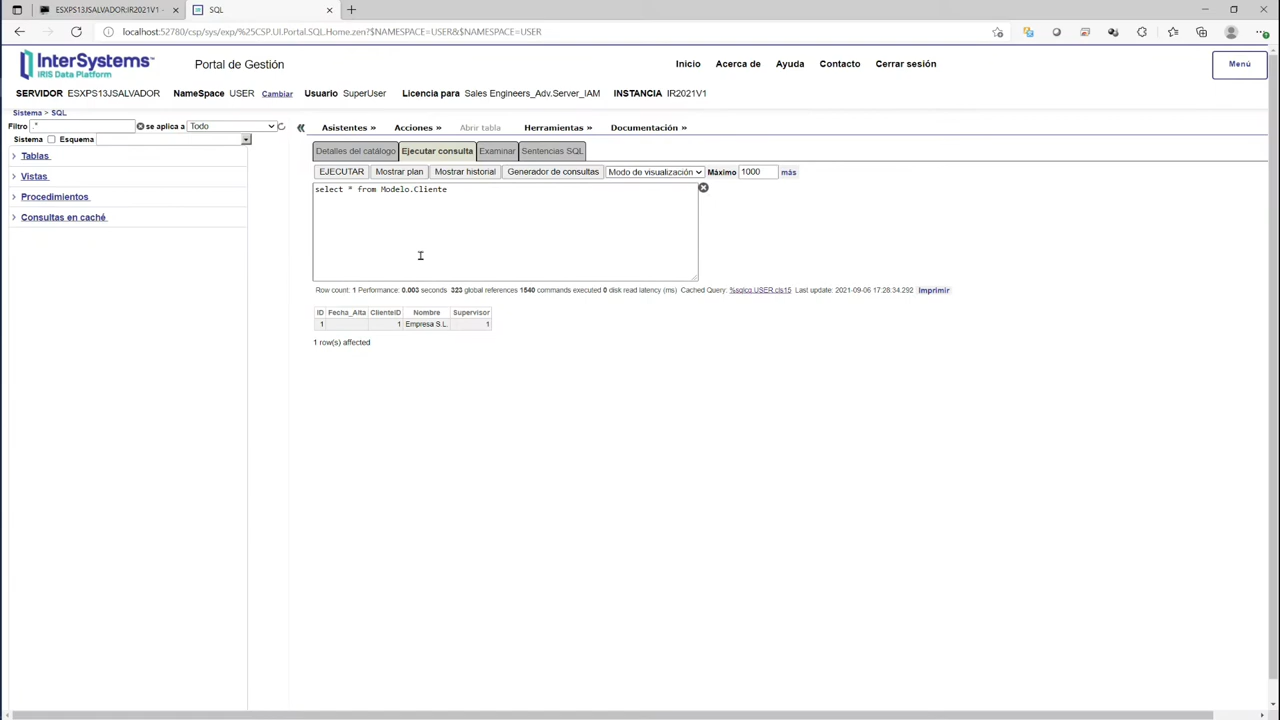 ESXPS13JSALVADOR:IR2021V1 -
SQL
localhost:52780/csp/sys/exp/%25CSP.UI.Portal.SQL.Home.zen?$NAMESPACE=USER&$NAMESPACE=USER
InterSystems™
IRIS Data Platform
Portal de Gestión
Inicio
Acerca de
Ayuda
Contacto
Cerrar sesión
Menú
SERVIDOR ESXPS13JSALVADOR
NameSpace USER Cambiar
Usuario SuperUser
Licencia para Sales Engineers_Adv.Server_IAM
INSTANCIA IR2021V1
Sistema > SQL
Filtro .* se aplica a Todo
Sistema Esquema
Tablas
Vistas
Procedimientos
Consultas en caché
Asistentes »
Acciones »
Abrir tabla
Herramientas »
Documentación »
Detalles del catálogo
Ejecutar consulta
Examinar
Sentencias SQL
EJECUTAR
Mostrar plan
Mostrar historial
Generador de consultas
Modo de visualización
Máximo 1000 más
select * from Modelo.Cliente
Row count: 1 Performance: 0.003 seconds 323 global references 1540 commands executed 0 disk read latency (ms) Cached Query: %sqlcq.USER.cls15 Last update: 2021-09-06 17:28:34.292 Imprimir
ID Fecha_Alta ClienteID Nombre Supervisor
1 1 Empresa S.L. 1
1 row(s) affected